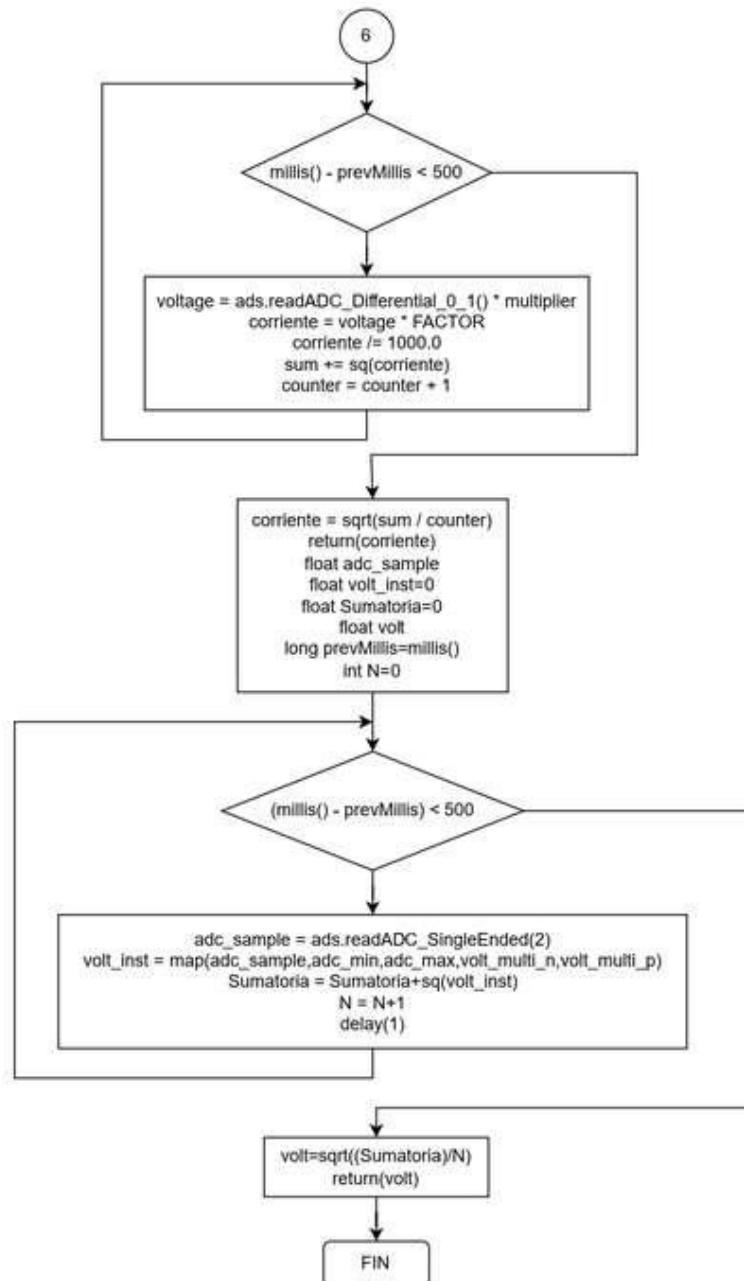 6
millis() - prevMillis < 500
voltage = ads.readADC_Differential_0_1() * multiplier
corriente = voltage * FACTOR
corriente /= 1000.0
sum += sq(corriente)
counter = counter + 1
corriente = sqrt(sum / counter)
return(corriente)
float adc_sample
float volt_inst=0
float Sumatoria=0
float volt
long prevMillis=millis()
int N=0
(millis() - prevMillis) < 500
adc_sample = ads.readADC_SingleEnded(2)
volt_inst = map(adc_sample,adc_min,adc_max,volt_multi_n,volt_multi_p)
Sumatoria = Sumatoria+sq(volt_inst)
N = N+1
delay(1)
volt=sqrt((Sumatoria)/N)
return(volt)
FIN